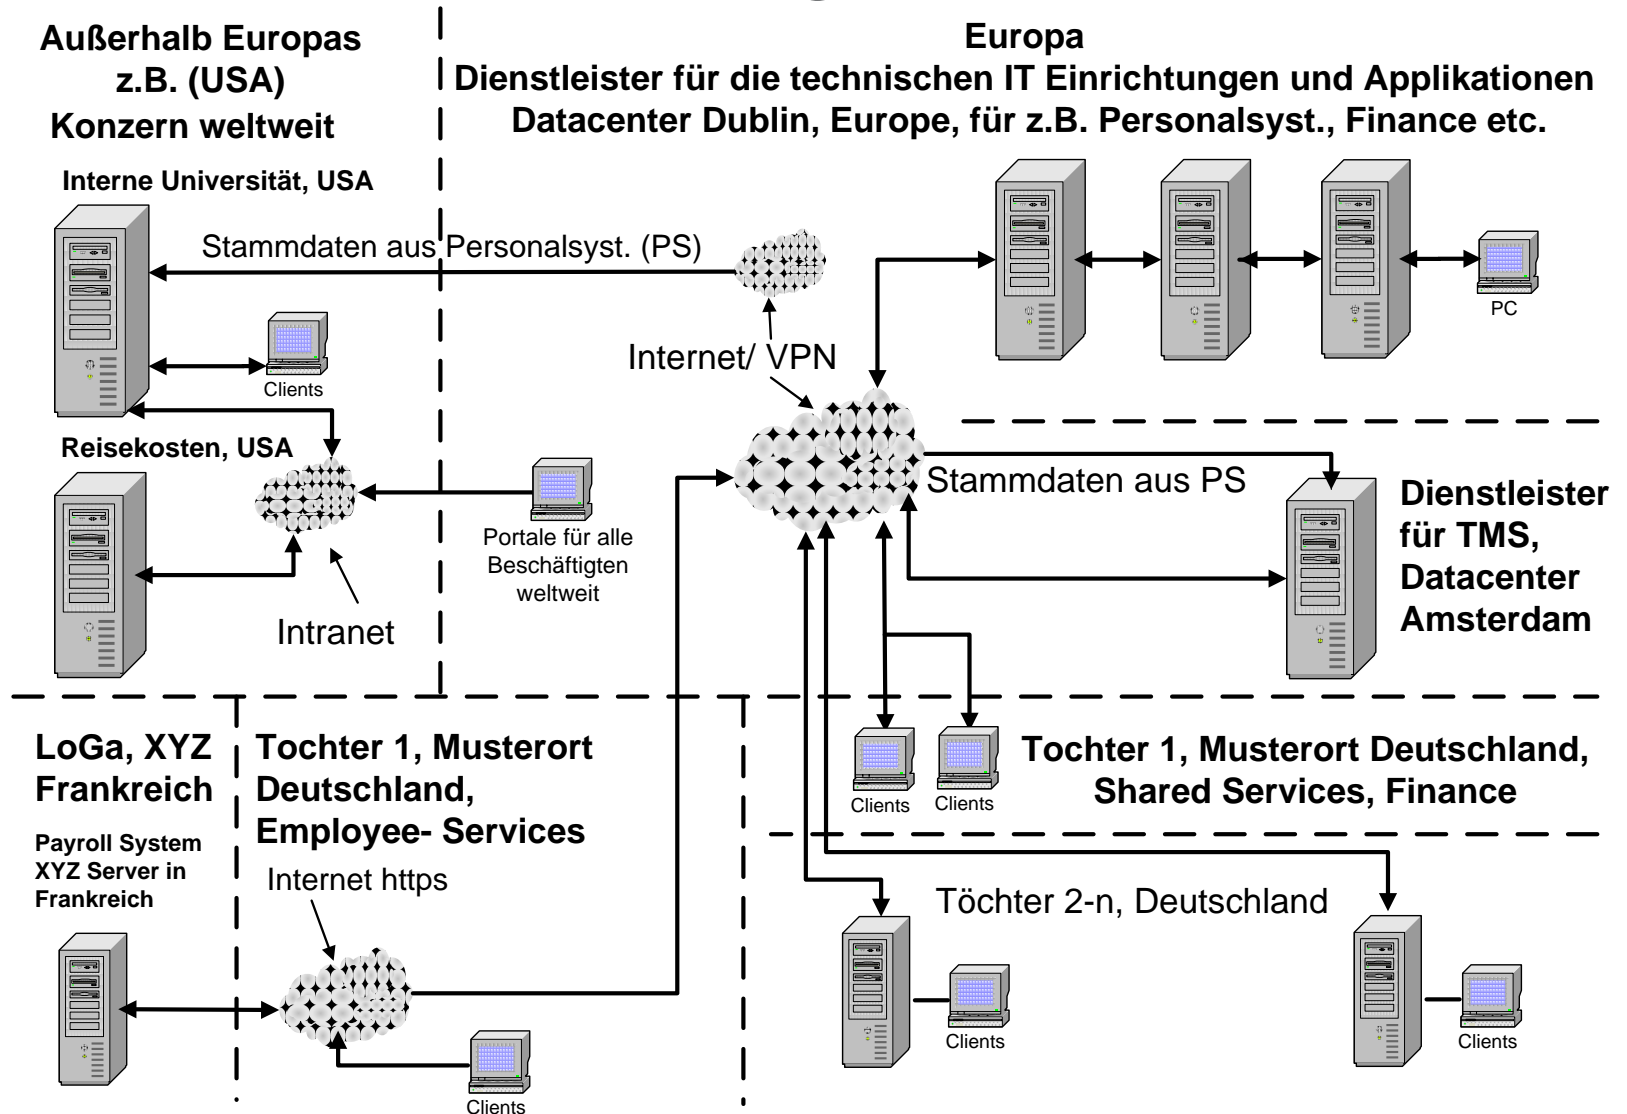 Außerhalb Europas
z.B. (USA)
Konzern weltweit
Europa
Dienstleister für die technischen IT Einrichtungen und Applikationen
Datacenter Dublin, Europe, für z.B. Personalsyst., Finance etc.
Interne Universität, USA
Stammdaten aus Personalsyst. (PS)
PC
Internet/ VPN
Clients
Reisekosten, USA
Stammdaten aus PS
Dienstleister
für TMS,
Datacenter
Amsterdam
Portale für alle
Beschäftigten
weltweit
Intranet
LoGa, XYZ
Frankreich
Payroll System
XYZ Server in
Frankreich
Tochter 1, Musterort
Deutschland,
Employee- Services
Internet https
Clients
Clients
Clients
Tochter 1, Musterort Deutschland,
Shared Services, Finance
Töchter 2-n, Deutschland
Clients
Clients